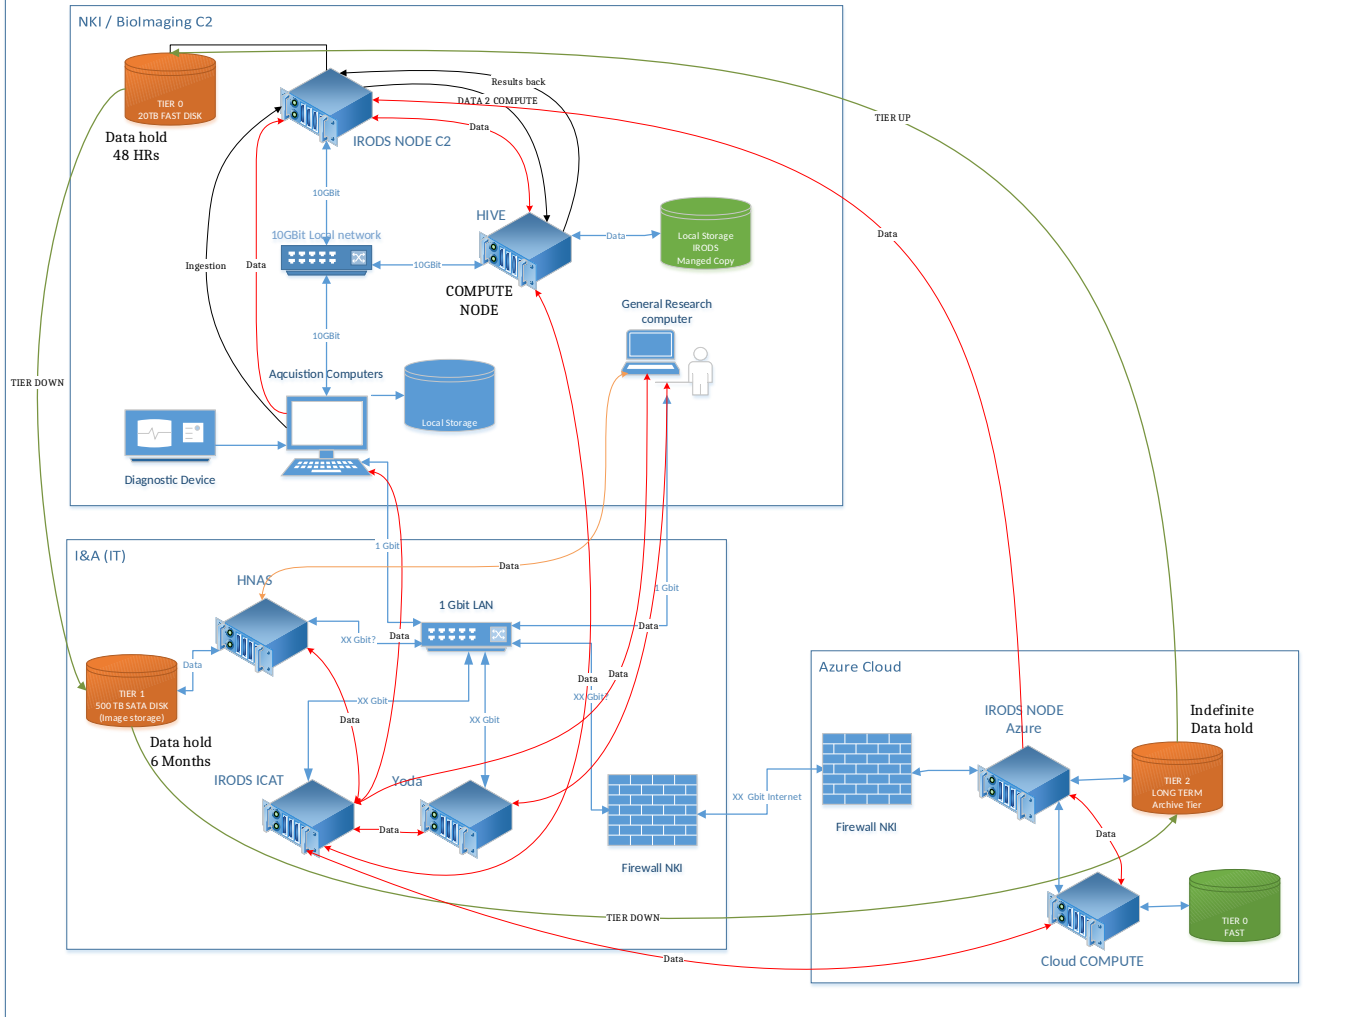 NKI / BioImaging C2
TIER 0
20TB FAST DISK
Data hold
48 HRs
Results back
DATA 2 COMPUTE
Data
IRODS NODE C2
TIER UP
10GBit
HIVE
Data
10GBit Local network
Ingestion
Data
10GBit
Data
Local Storage
IRODS
Manged Copy
COMPUTE
NODE
General Research
computer
10GBit
TIER DOWN
Aqcuistion Computers
Local Storage
Diagnostic Device
I&A (IT)
1 Gbit
Data
HNAS
1 Gbit
1 Gbit LAN
XX Gbit?
Data
Data
Data
Azure Cloud
TIER 1
500 TB SATA DISK
(Image storage)
Data
Data
XX Gbit?
XX Gbit
Data
XX Gbit
Data hold
6 Months
IRODS NODE
Azure
Indefinite
Data hold
IRODS ICAT
Yoda
TIER 2
LONG TERM
Archive Tier
XX Gbit Internet
Data
Firewall NKI
Data
Firewall NKI
TIER DOWN
TIER 0
FAST
Data
Cloud COMPUTE